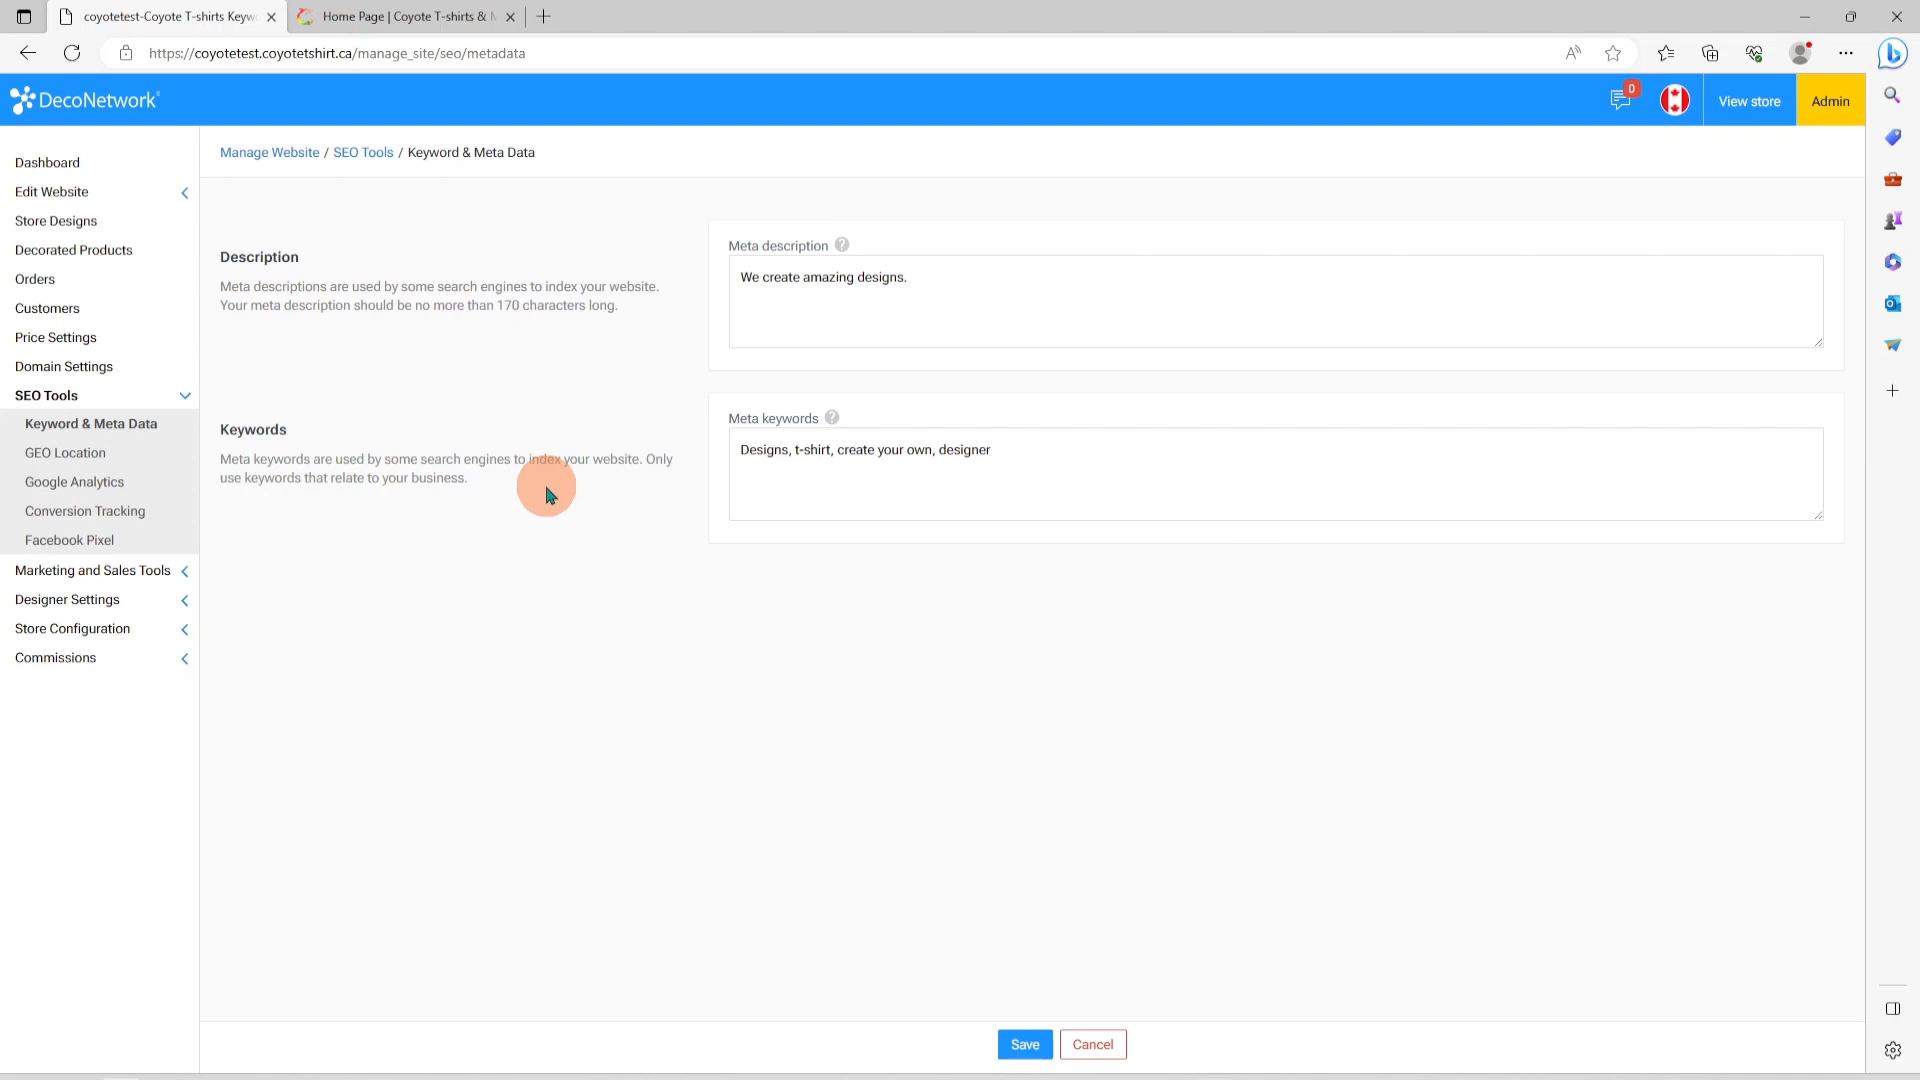 coyotetest-Coyote T-shirts Keyw
Home Page | Coyote T-shirts &
https://coyotetest.coyotetshirt.ca/manage_site/seo/metadata
DecoNetwork
0
View store
Admin
Dashboard
Edit Website
Store Designs
Decorated Products
Orders
Customers
Price Settings
Domain Settings
SEO Tools
Keyword & Meta Data
GEO Location
Google Analytics
Conversion Tracking
Facebook Pixel
Marketing and Sales Tools
Designer Settings
Store Configuration
Commissions
Manage Website / SEO Tools / Keyword & Meta Data
Description
Meta descriptions are used by some search engines to index your website.
Your meta description should be no more than 170 characters long.
Meta description ?
We create amazing designs.
Keywords
Meta keywords are used by some search engines to index your website. Only
use keywords that relate to your business.
Meta keywords ?
Designs, t-shirt, create your own, designer
Save
Cancel